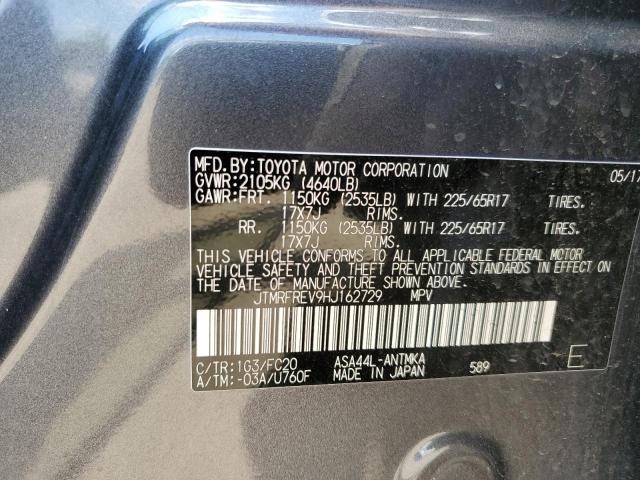 MFD. BY:TOYOTA MOTOR CORPORATION 05/17
GVWR:2105KG (4640LB)
GAWR:FRT. 1150KG (2535LB) WITH 225/65R17 TIRES.
17X7J RIMS.
RR. 1150KG (2535LB) WITH 225/65R17 TIRES.
17X7J RIMS.
THIS VEHICLE CONFORMS TO ALL APPLICABLE FEDERAL MOTOR
VEHICLE SAFETY AND THEFT PREVENTION STANDARDS IN EFFECT ON
THE DATE OF MANUFACTURE SHOWN ABOVE.
JTMRFREV9HJ162729 MPV
C/TR:1G3/FC20 ASA44L-ANTMKA 589 E
A/TM:-03A/U760F MADE IN JAPAN